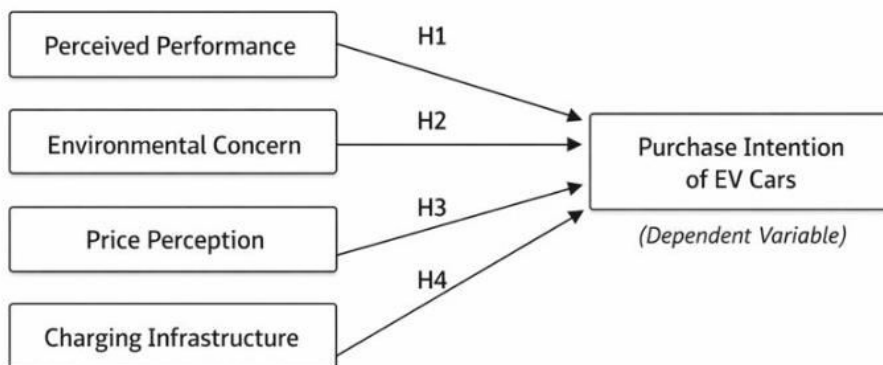 Perceived Performance
H1
Environmental Concern
H2
Purchase Intention
of EV Cars
(Dependent Variable)
Price Perception
H3
Charging Infrastructure
H4